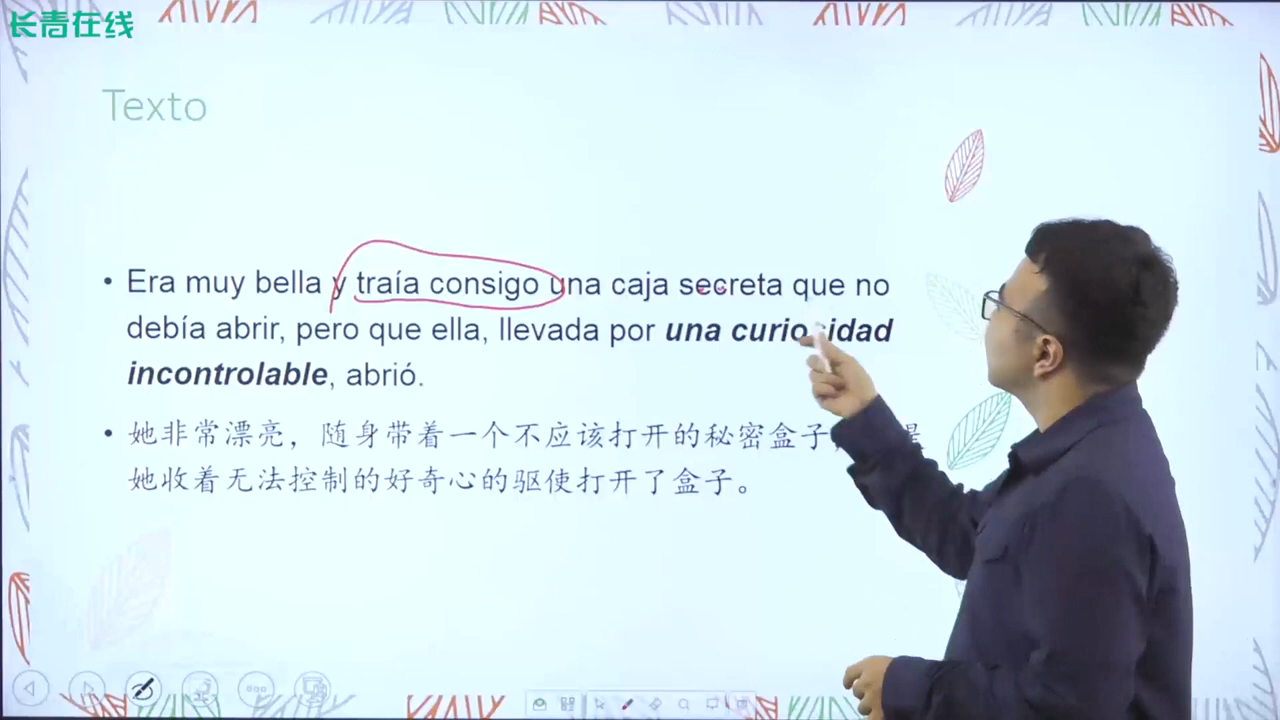 长青在线
Texto
• Era muy bella y traía consigo una caja secreta que no
debía abrir, pero que ella, llevada por una curiosidad
incontrolable, abrió.
• 她非常漂亮，随身带着一个不应该打开的秘密盒子 是
她收着无法控制的好奇心的驱使打开了盒子。